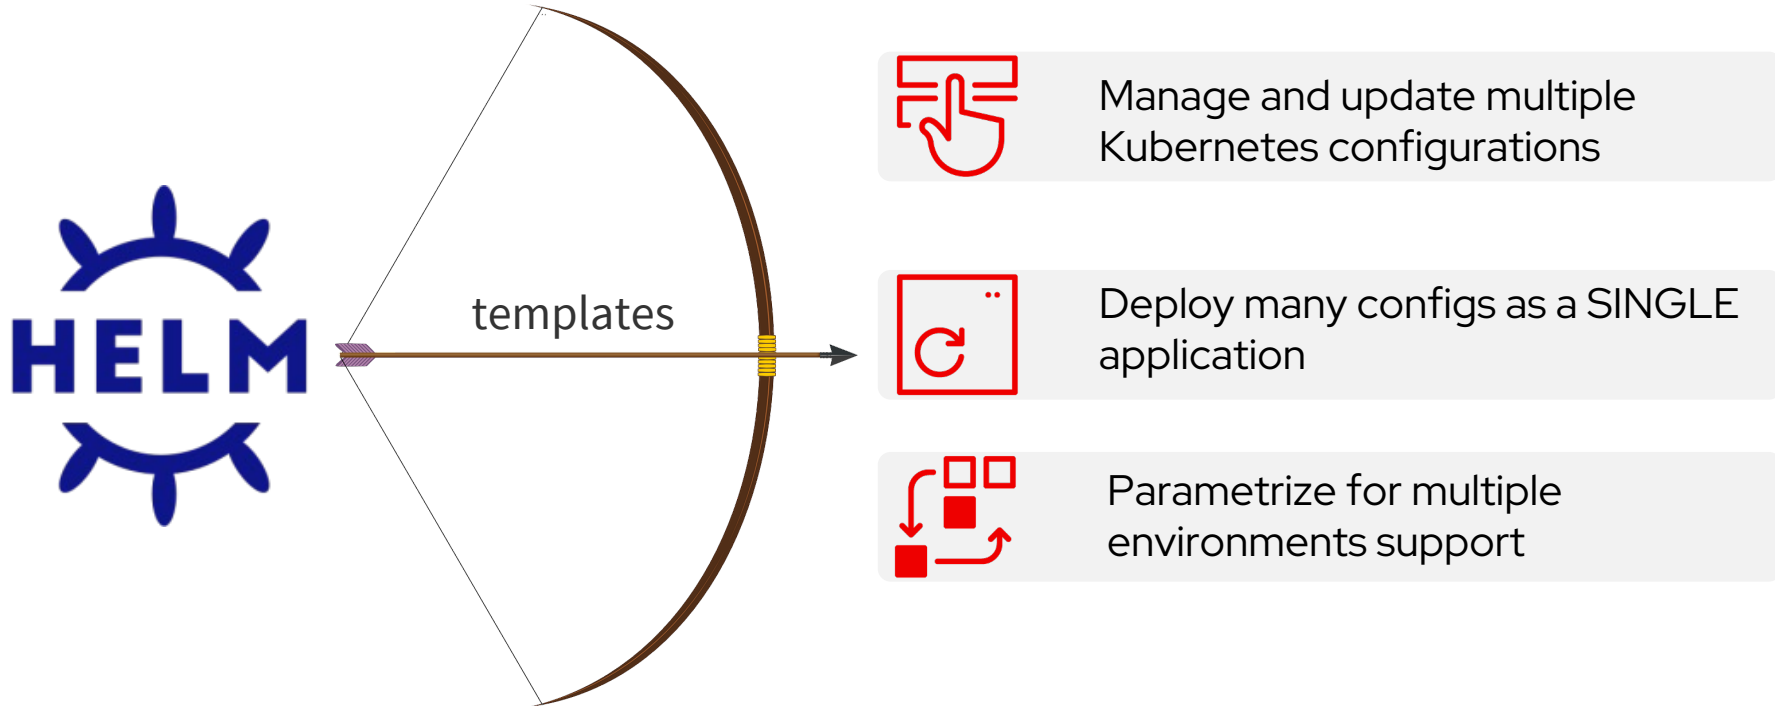 HELM
templates
Manage and update multiple
Kubernetes configurations
Deploy many configs as a SINGLE
application
Parametrize for multiple
environments support